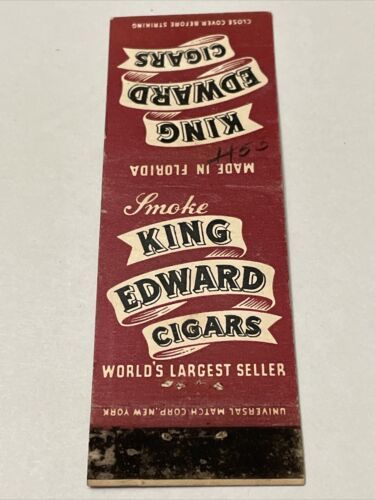 CLOSE COVER BEFORE STRIKING
KING
EDWARD
CIGARS
MADE IN FLORIDA
Smoke
KING
EDWARD
CIGARS
WORLD'S LARGEST SELLER
UNIVERSAL MATCH CORP. NEW YORK